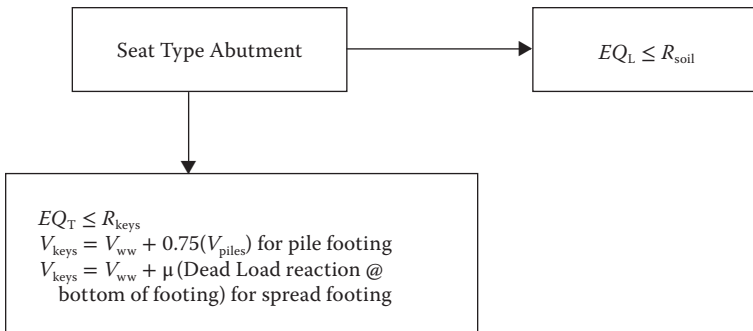 Seat Type Abutment
EQ_L ≤ R_soil
EQ_T ≤ R_keys
V_keys = V_ww + 0.75(V_piles) for pile footing
V_keys = V_ww + μ (Dead Load reaction @
bottom of footing) for spread footing